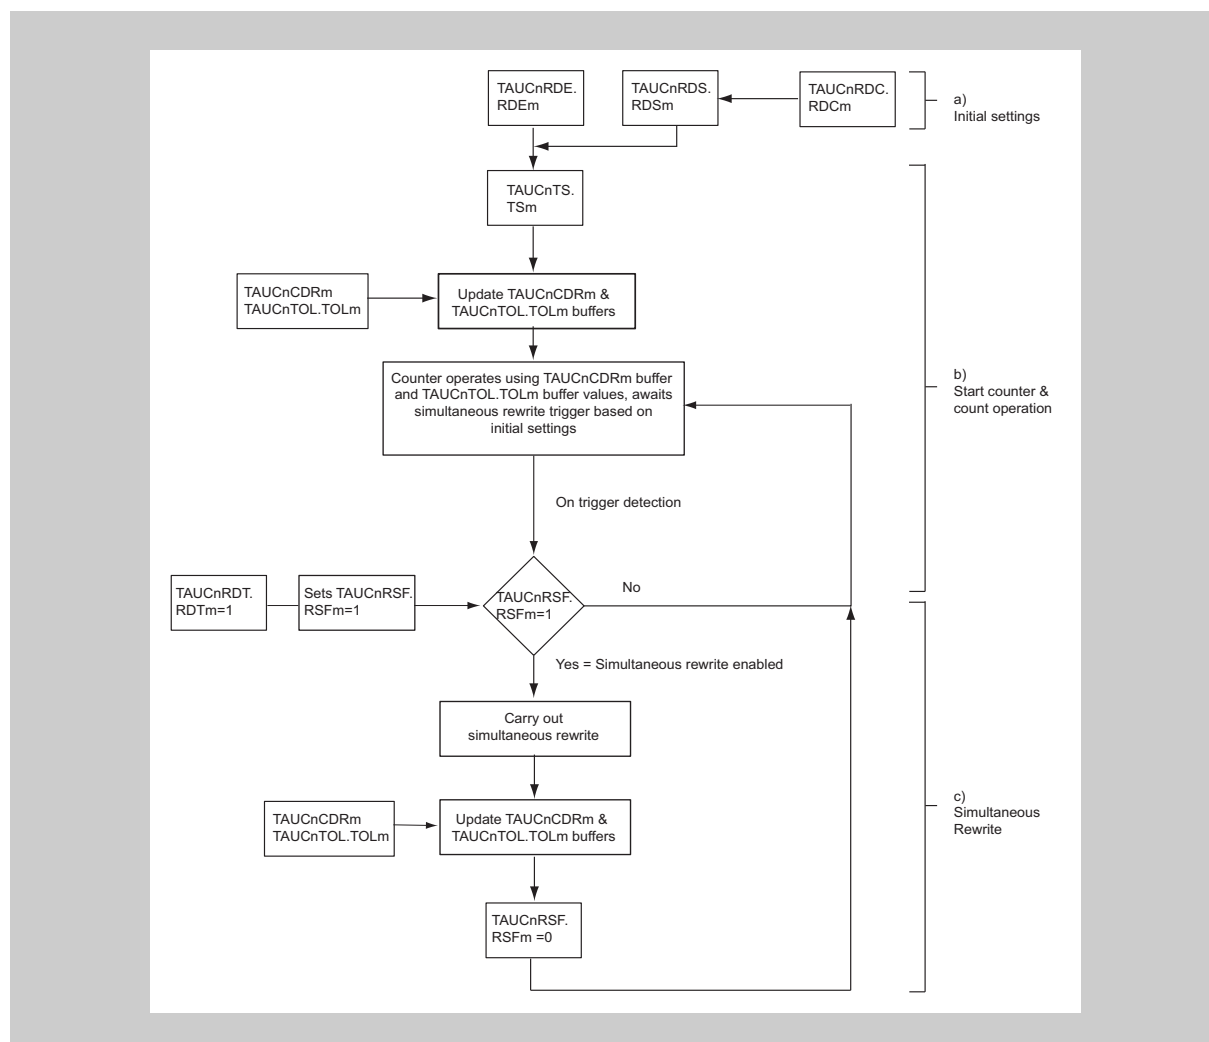 TAUCnRDE.
RDEm
TAUCnRDS.
RDSm
TAUCnRDC.
RDCm
a)
Initial settings
TAUCnTS.
TSm
TAUCnCDRm
TAUCnTOL.TOLm
Update TAUCnCDRm &
TAUCnTOL.TOLm buffers
Counter operates using TAUCnCDRm buffer
and TAUCnTOL.TOLm buffer values, awaits
simultaneous rewrite trigger based on
initial settings
b)
Start counter &
count operation
On trigger detection
TAUCnRDT.
RDTm=1
Sets TAUCnRSF.
RSFm=1
TAUCnRSF.
RSFm=1
No
Yes = Simultaneous rewrite enabled
Carry out
simultaneous rewrite
TAUCnCDRm
TAUCnTOL.TOLm
Update TAUCnCDRm &
TAUCnTOL.TOLm buffers
c)
Simultaneous
Rewrite
TAUCnRSF.
RSFm =0